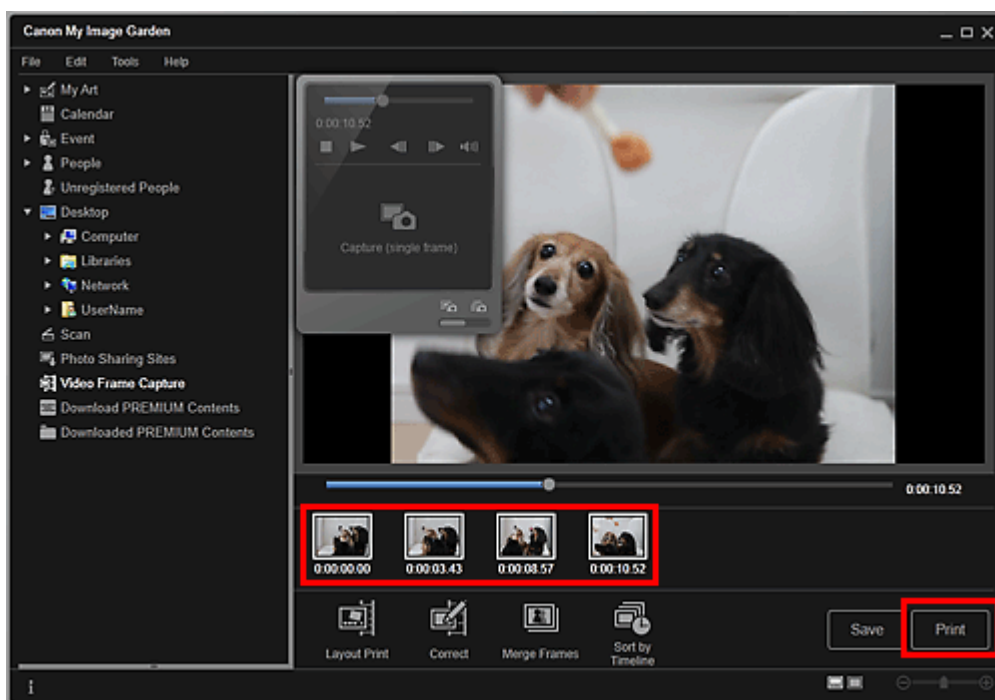 Canon My Image Garden
File Edit Tools Help
My Art
Calendar
Event
People
Unregistered People
Desktop
Computer
Libraries
Network
UserName
Scan
Photo Sharing Sites
Video Frame Capture
Download PREMIUM Contents
Downloaded PREMIUM Contents
0:00:10.52
Capture (single frame)
0:00:10.52
0:00:00.00 0:00:03.43 0:00:08.57 0:00:10.52
Layout Print Correct Merge Frames Sort by
Timeline
Save Print